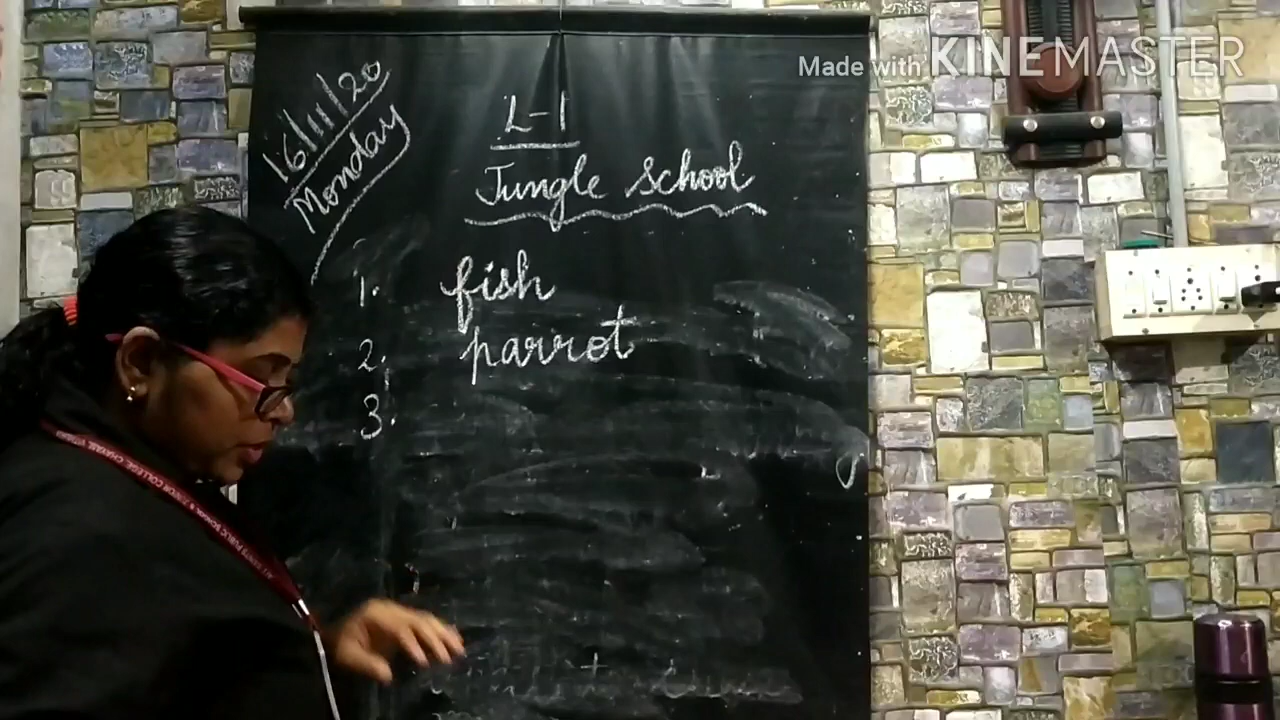 Made with KINEMASTER
16/11/20
Monday
L-1
Jungle School
1. fish
2. parrot
3.